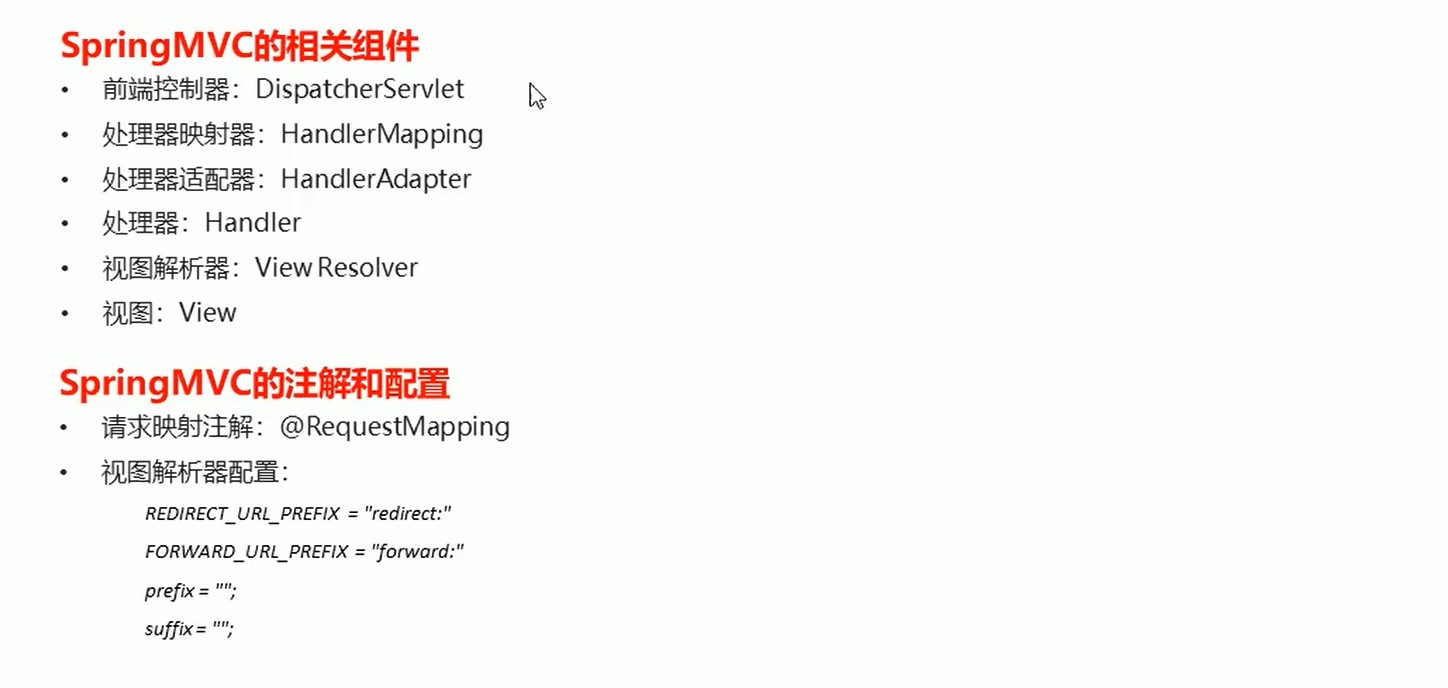 SpringMVC的相关组件
• 前端控制器：DispatcherServlet
• 处理器映射器：HandlerMapping
• 处理器适配器：HandlerAdapter
• 处理器：Handler
• 视图解析器：View Resolver
• 视图：View
SpringMVC的注解和配置
• 请求映射注解：@RequestMapping
• 视图解析器配置：
REDIRECT_URL_PREFIX = "redirect:"
FORWARD_URL_PREFIX = "forward:"
prefix = "";
suffix = "";